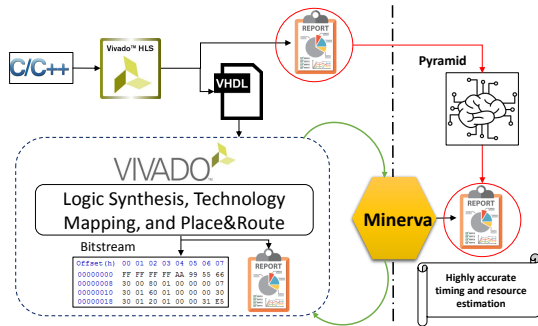 C/C++
Vivado™ HLS
REPORT
VHDL
Pyramid
VIVADO
Logic Synthesis, Technology
Mapping, and Place&Route
Bitstream
Offset(h) 00 01 02 03 04 05 06 07
00000000 FF FF FF FF AA 99 55 66
00000008 30 00 80 01 00 00 00 07
00000010 30 01 60 01 00 00 00 30
00000018 30 01 20 01 00 00 31 E5
REPORT
Minerva
REPORT
Highly accurate
timing and resource
estimation